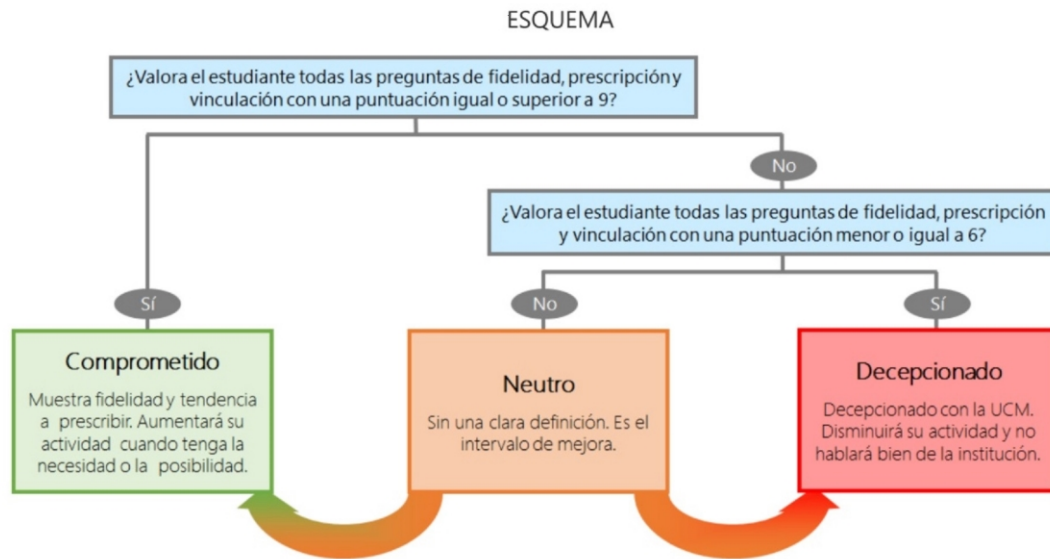 ESQUEMA
¿Valora el estudiante todas las preguntas de fidelidad, prescripción y
vinculación con una puntuación igual o superior a 9?
No
¿Valora el estudiante todas las preguntas de fidelidad, prescripción
y vinculación con una puntuación menor o igual a 6?
Sí
No
Sí
Comprometido
Muestra fidelidad y tendencia
a prescribir. Aumentará su
actividad cuando tenga la
necesidad o la posibilidad.
Neutro
Sin una clara definición. Es el
intervalo de mejora.
Decepcionado
Decepcionado con la UCM.
Disminuirá su actividad y no
hablará bien de la institución.